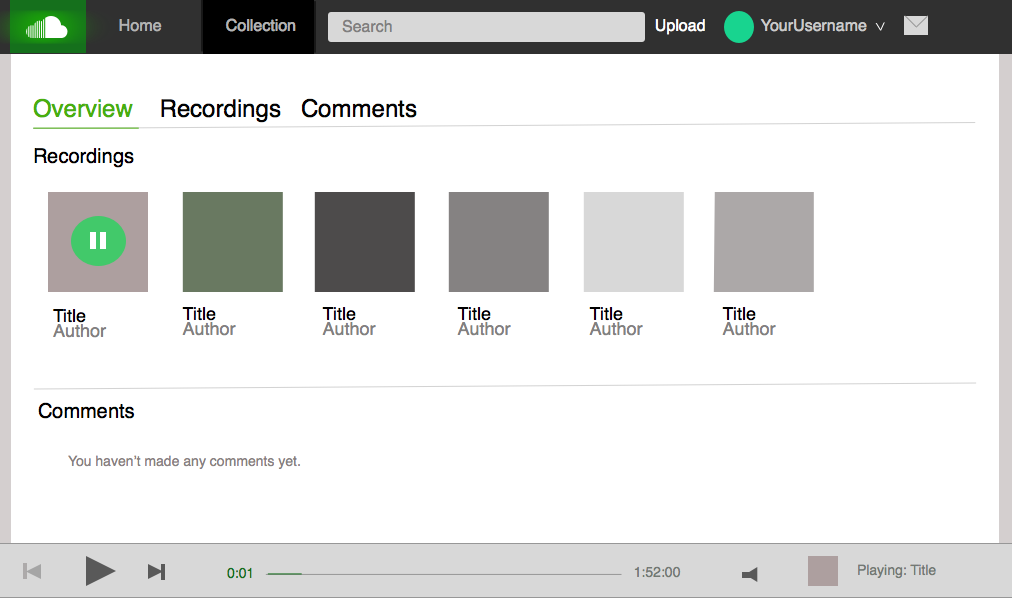 Home Collection Search Upload YourUsername
Overview Recordings Comments
Recordings
Title Title Title Title Title Title
Author Author Author Author Author Author
Comments
You haven't made any comments yet.
0:01 1:52:00 Playing: Title